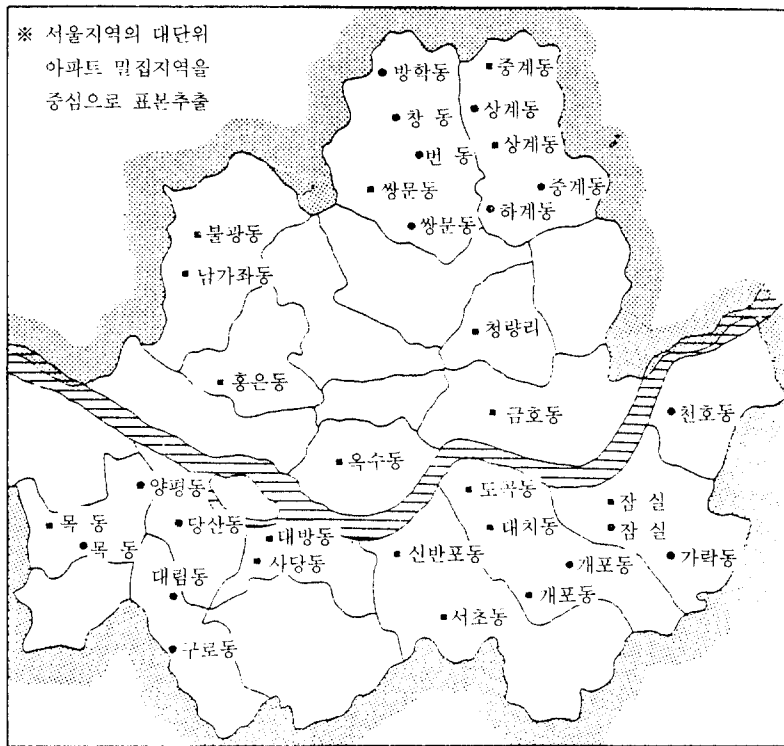 ※ 서울지역의 대단위
아파트 밀집지역을
중심으로 표본추출
방학동
중계동
창 동
상계동
번 동
상계동
쌍문동
중계동
하계동
쌍문동
불광동
남가좌동
청량리
홍은동
금호동
천호동
옥수동
양평동
도곡동
잠 실
목 동
당산동
대치동
잠 실
목 동
대방동
신반포동
가락동
사당동
개포동
대림동
개포동
서초동
구로동